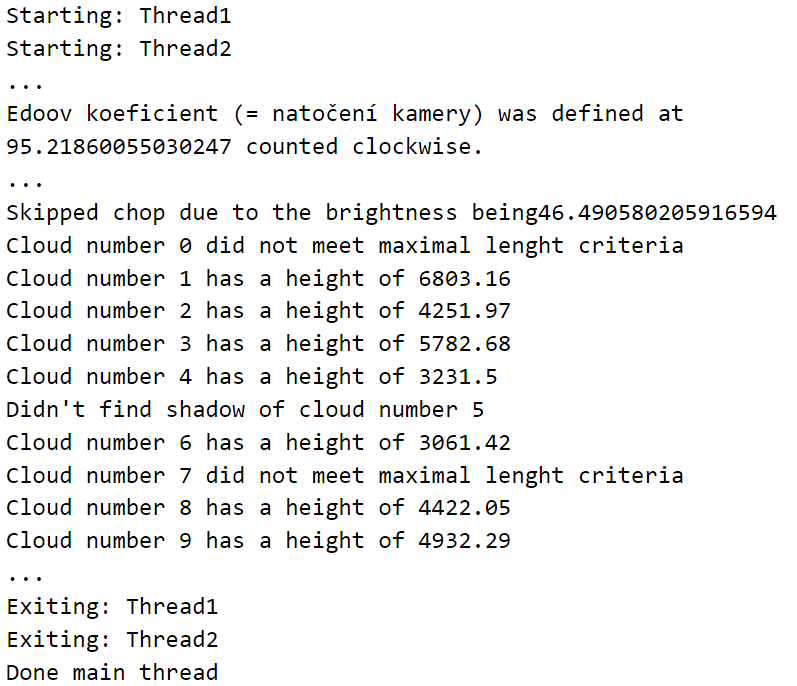 Starting: Thread1
Starting: Thread2
...
Edoov koeficient (= natočení kamery) was defined at
95.21860055030247 counted clockwise.
...
Skipped chop due to the brightness being46.490580205916594
Cloud number 0 did not meet maximal lenght criteria
Cloud number 1 has a height of 6803.16
Cloud number 2 has a height of 4251.97
Cloud number 3 has a height of 5782.68
Cloud number 4 has a height of 3231.5
Didn't find shadow of cloud number 5
Cloud number 6 has a height of 3061.42
Cloud number 7 did not meet maximal lenght criteria
Cloud number 8 has a height of 4422.05
Cloud number 9 has a height of 4932.29
...
Exiting: Thread1
Exiting: Thread2
Done main thread